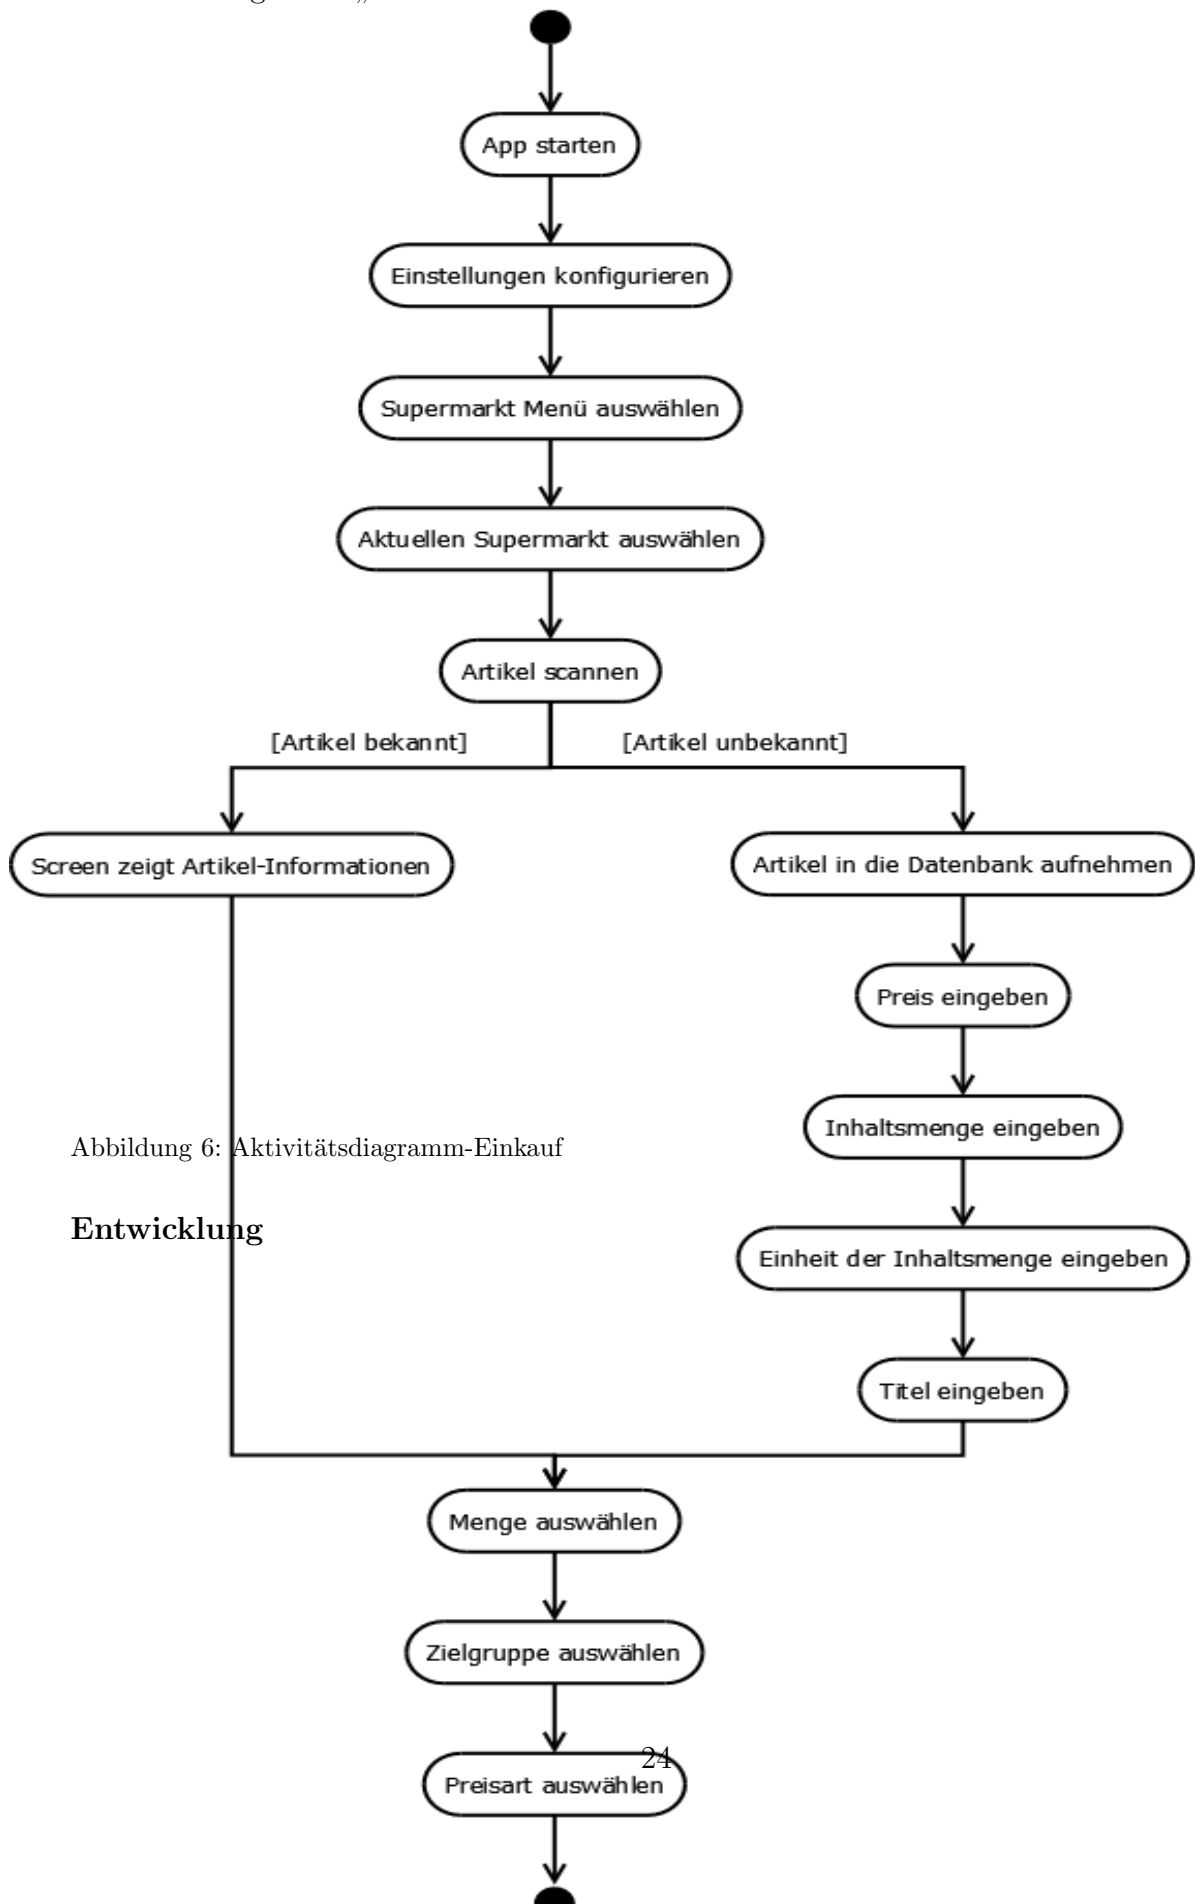 App starten
Einstellungen konfigurieren
Supermarkt Menü auswählen
Aktuellen Supermarkt auswählen
Artikel scannen
[Artikel bekannt]
[Artikel unbekannt]
Screen zeigt Artikel-Informationen
Artikel in die Datenbank aufnehmen
Preis eingeben
Inhaltsmenge eingeben
Abbildung 6: Aktivitätsdiagramm-Einkauf
Entwicklung
Einheit der Inhaltsmenge eingeben
Titel eingeben
Menge auswählen
Zielgruppe auswählen
24
Preisart auswählen